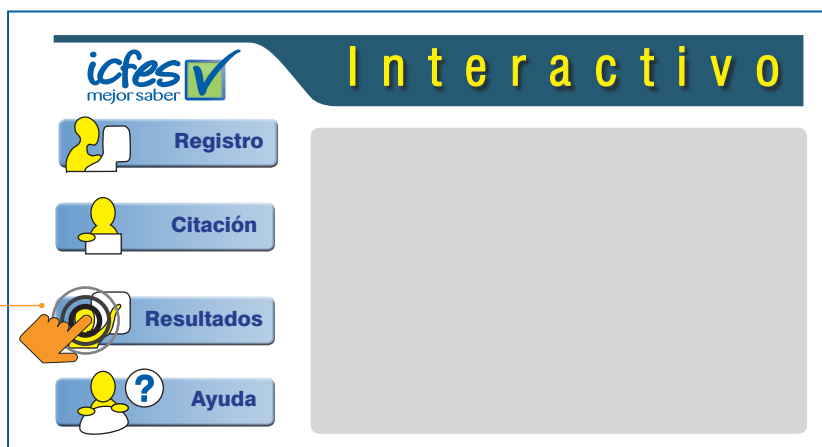 icfes
mejor saber
Interactivo
Registro
Citación
Resultados
?
Ayuda